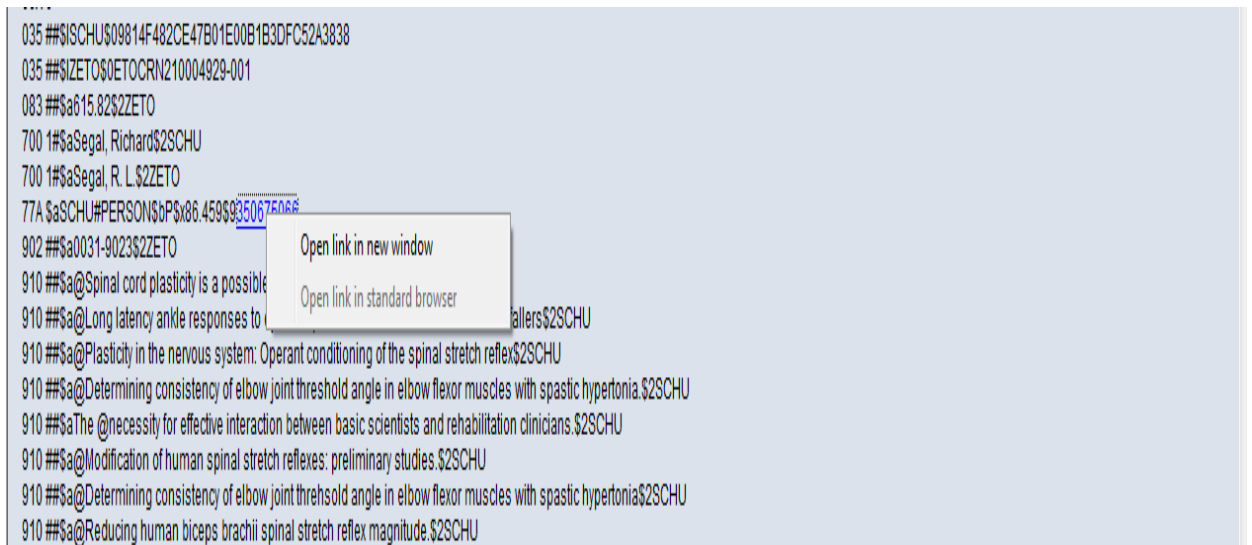 035 ##$lSCHU$09814F482CE47B01E00B1B3DFC52A3838
035 ##$lZETO$0ETOCRN210004929-001
083 ##$a615.82$2ZETO
700 1#$aSegal, Richard$2SCHU
700 1#$aSegal, R. L.$2ZETO
77A $aSCHU#PERSON$bP$x86.459$9350675066
902 ##$a0031-9023$2ZETO
Open link in new window
910 ##$a@Spinal cord plasticity is a possible
Open link in standard browser
910 ##$a@Long latency ankle responses to fallers$2SCHU
910 ##$a@Plasticity in the nervous system: Operant conditioning of the spinal stretch reflex$2SCHU
910 ##$a@Determining consistency of elbow joint threshold angle in elbow flexor muscles with spastic hypertonia.$2SCHU
910 ##$aThe @necessity for effective interaction between basic scientists and rehabilitation clinicians.$2SCHU
910 ##$a@Modification of human spinal stretch reflexes: preliminary studies.$2SCHU
910 ##$a@Determining consistency of elbow joint threhsold angle in elbow flexor muscles with spastic hypertonia$2SCHU
910 ##$a@Reducing human biceps brachii spinal stretch reflex magnitude.$2SCHU